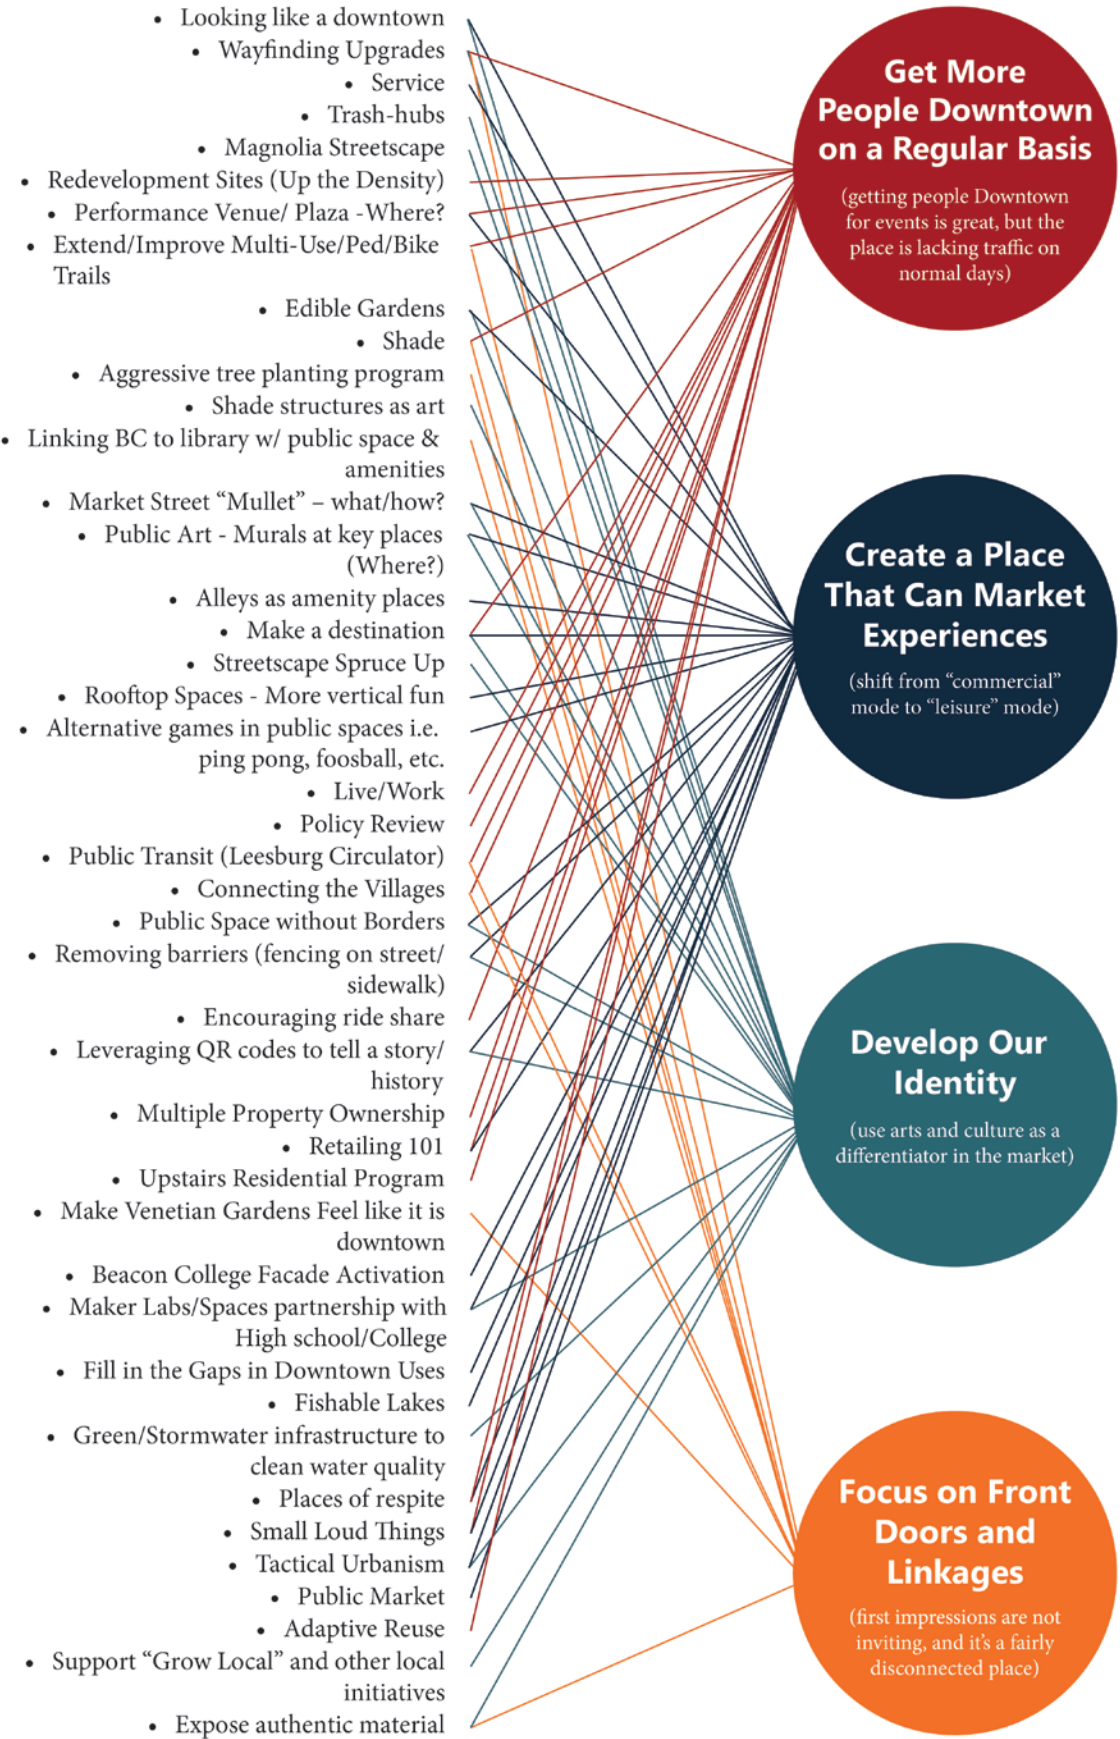 • Looking like a downtown
• Wayfinding Upgrades
• Service
• Trash-hubs
• Magnolia Streetscape
• Redevelopment Sites (Up the Density)
• Performance Venue/ Plaza -Where?
• Extend/Improve Multi-Use/Ped/Bike
Trails
• Edible Gardens
• Shade
• Aggressive tree planting program
• Shade structures as art
• Linking BC to library w/ public space &
amenities
• Market Street “Mullet” – what/how?
• Public Art - Murals at key places
(Where?)
• Alleys as amenity places
• Make a destination
• Streetscape Spruce Up
• Rooftop Spaces - More vertical fun
• Alternative games in public spaces i.e.
ping pong, foosball, etc.
• Live/Work
• Policy Review
• Public Transit (Leesburg Circulator)
• Connecting the Villages
• Public Space without Borders
• Removing barriers (fencing on street/
sidewalk)
• Encouraging ride share
• Leveraging QR codes to tell a story/
history
• Multiple Property Ownership
• Retailing 101
• Upstairs Residential Program
• Make Venetian Gardens Feel like it is
downtown
• Beacon College Facade Activation
• Maker Labs/Spaces partnership with
High school/College
• Fill in the Gaps in Downtown Uses
• Fishable Lakes
• Green/Stormwater infrastructure to
clean water quality
• Places of respite
• Small Loud Things
• Tactical Urbanism
• Public Market
• Adaptive Reuse
• Support “Grow Local” and other local
initiatives
• Expose authentic material
Get More
People Downtown
on a Regular Basis
(getting people Downtown
for events is great, but the
place is lacking traffic on
normal days)
Create a Place
That Can Market
Experiences
(shift from “commercial”
mode to “leisure” mode)
Develop Our
Identity
(use arts and culture as a
differentiator in the market)
Focus on Front
Doors and
Linkages
(first impressions are not
inviting, and it’s a fairly
disconnected place)